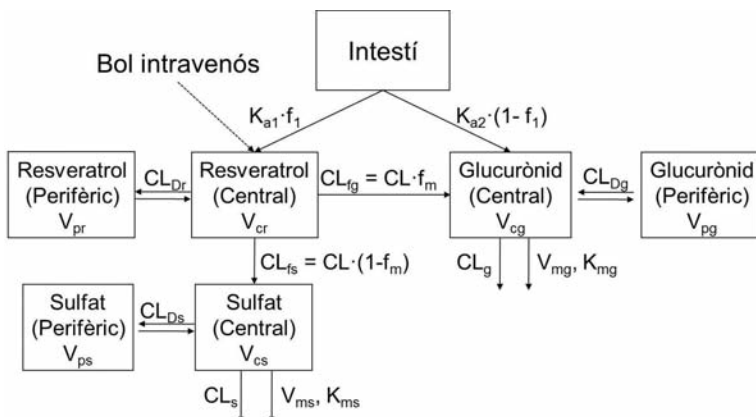 Intestí
Bol intravenós
Ka1·f1
Ka2·(1- f1)
Resveratrol
(Perifèric)
Vpr
CLDr
Resveratrol
(Central)
Vcr
CLfg = CL·fm
Glucurònid
(Central)
Vcg
CLDg
Glucurònid
(Perifèric)
Vpg
CLfs = CL·(1-fm)
CLg
Vmg, Kmg
Sulfat
(Perifèric)
Vps
CLDs
Sulfat
(Central)
Vcs
CLs
Vms, Kms